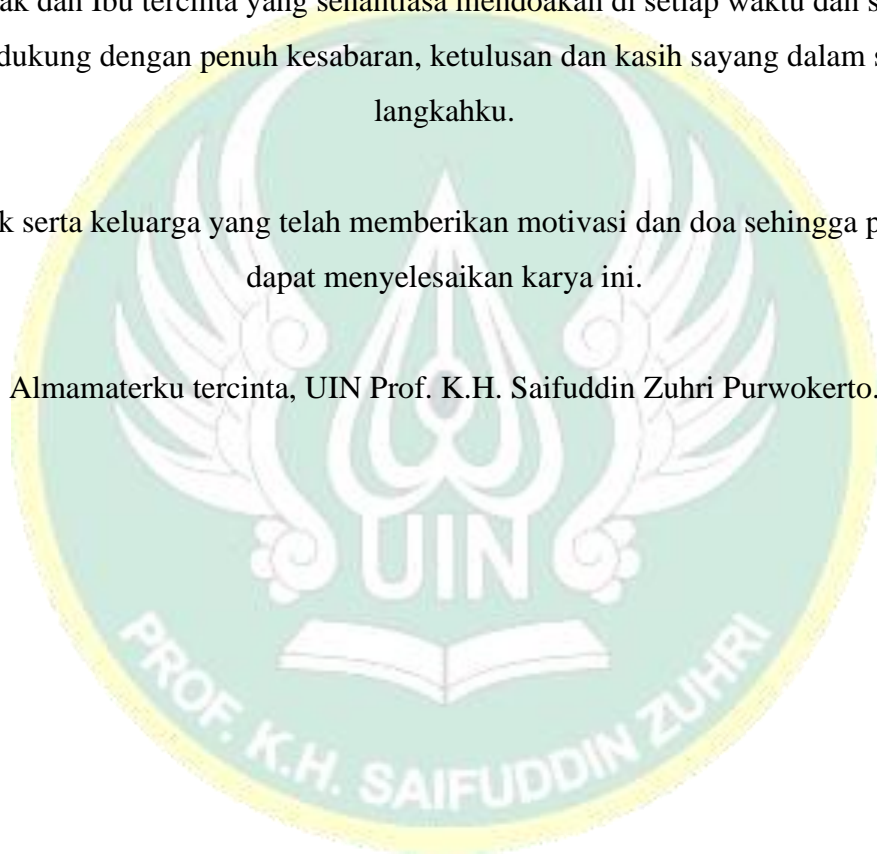 ak dan Ibu tercinta yang senantiasa mendoakan di setiap waktu dan s
dukung dengan penuh kesabaran, ketulusan dan kasih sayang dalam s
langkahku.
k serta keluarga yang telah memberikan motivasi dan doa sehingga p
dapat menyelesaikan karya ini.
Almamaterku tercinta, UIN Prof. K.H. Saifuddin Zuhri Purwokerto.
UIN
PROF. K.H. SAIFUDDIN ZUHRI